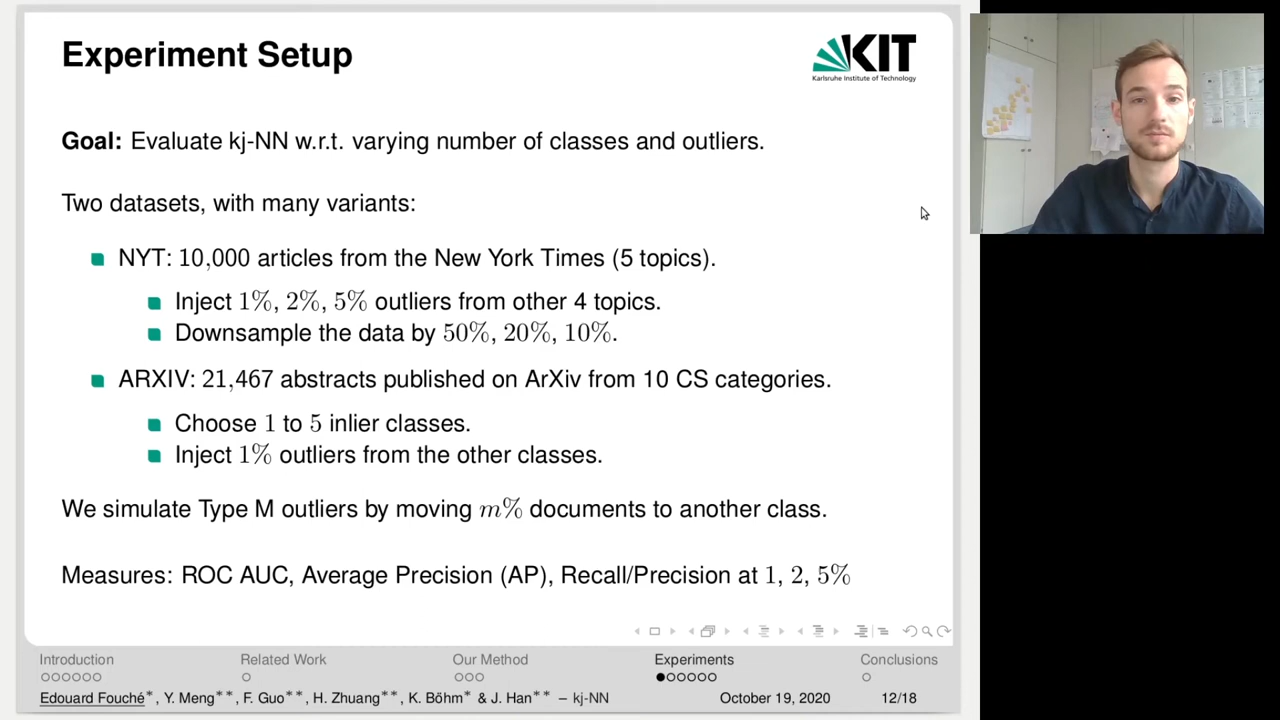 Experiment Setup
KIT
Karlsruhe Institute of Technology
Goal: Evaluate kj-NN w.r.t. varying number of classes and outliers.
Two datasets, with many variants:
NYT: 10,000 articles from the New York Times (5 topics).
Inject 1%, 2%, 5% outliers from other 4 topics.
Downsample the data by 50%, 20%, 10%.
ARXIV: 21,467 abstracts published on ArXiv from 10 CS categories.
Choose 1 to 5 inlier classes.
Inject 1% outliers from the other classes.
We simulate Type M outliers by moving m% documents to another class.
Measures: ROC AUC, Average Precision (AP), Recall/Precision at 1, 2, 5%
Introduction Related Work Our Method Experiments Conclusions
Edouard Fouché*, Y. Meng**, F. Guo**, H. Zhuang**, K. Böhm* & J. Han** – kj-NN October 19, 2020 12/18